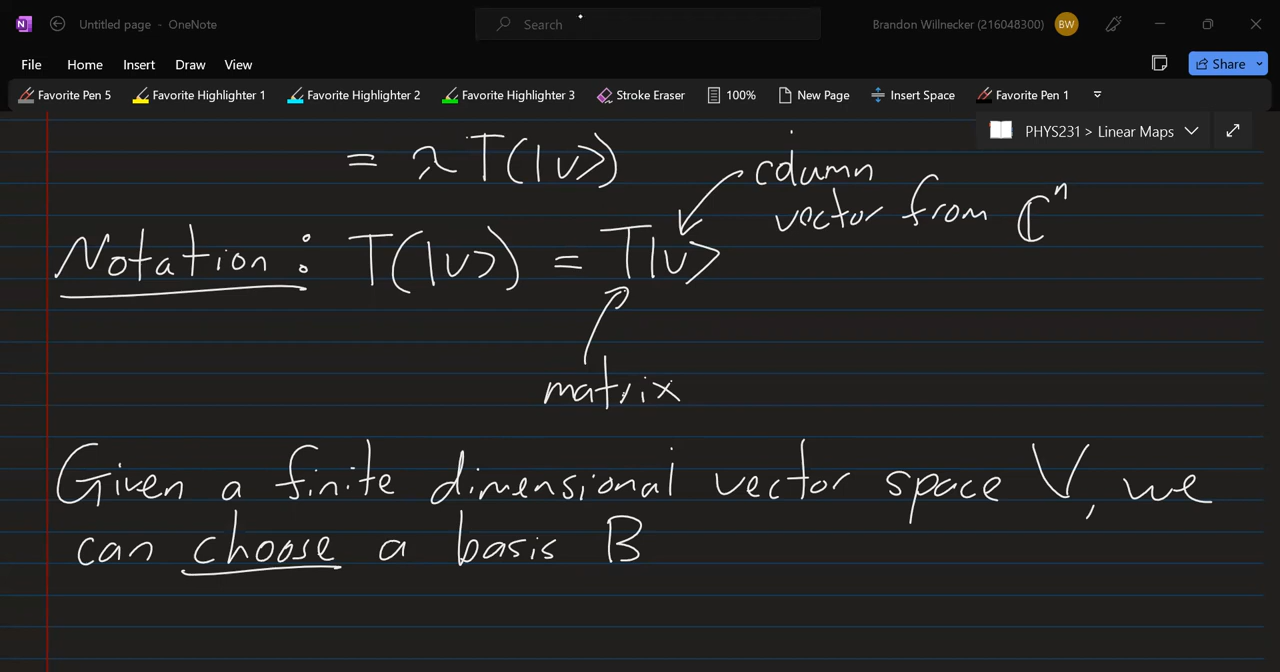 Untitled page - OneNote
Search
Brandon Willnecker (216048300)
BW
File Home Insert Draw View
Share
Favorite Pen 5 Favorite Highlighter 1 Favorite Highlighter 2 Favorite Highlighter 3 Stroke Eraser 100% New Page Insert Space Favorite Pen 1
PHYS231 > Linear Maps
= λT(|v⟩)
column
vector from ℂⁿ
Notation: T(|v⟩) = T|v⟩
matrix
Given a finite dimensional vector space V, we
can choose a basis B